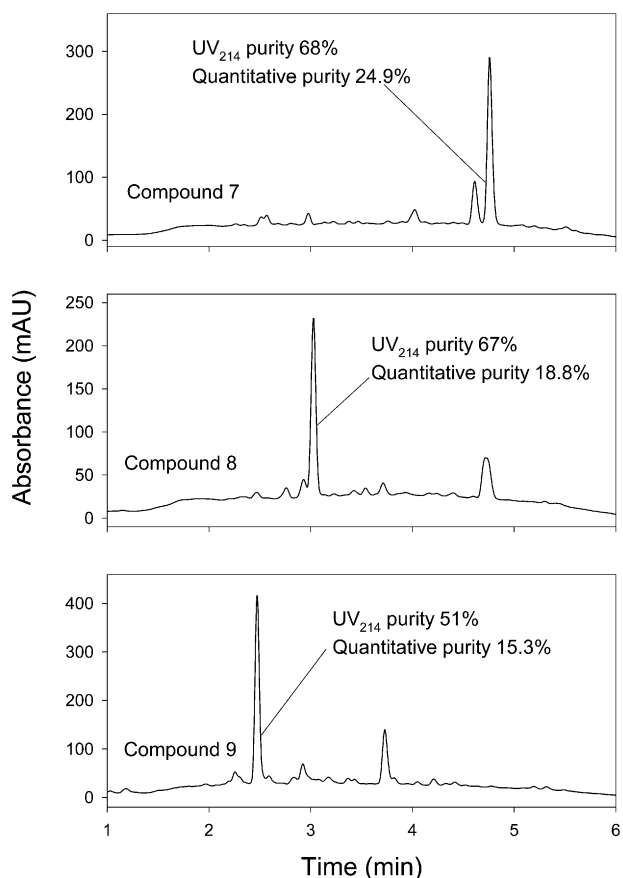 UV214 purity 68%
Quantitative purity 24.9%
Compound 7
300
200
100
0
UV214 purity 67%
Quantitative purity 18.8%
Compound 8
250
200
150
100
50
0
Absorbance (mAU)
UV214 purity 51%
Quantitative purity 15.3%
Compound 9
400
300
200
100
0
1 2 3 4 5 6
Time (min)